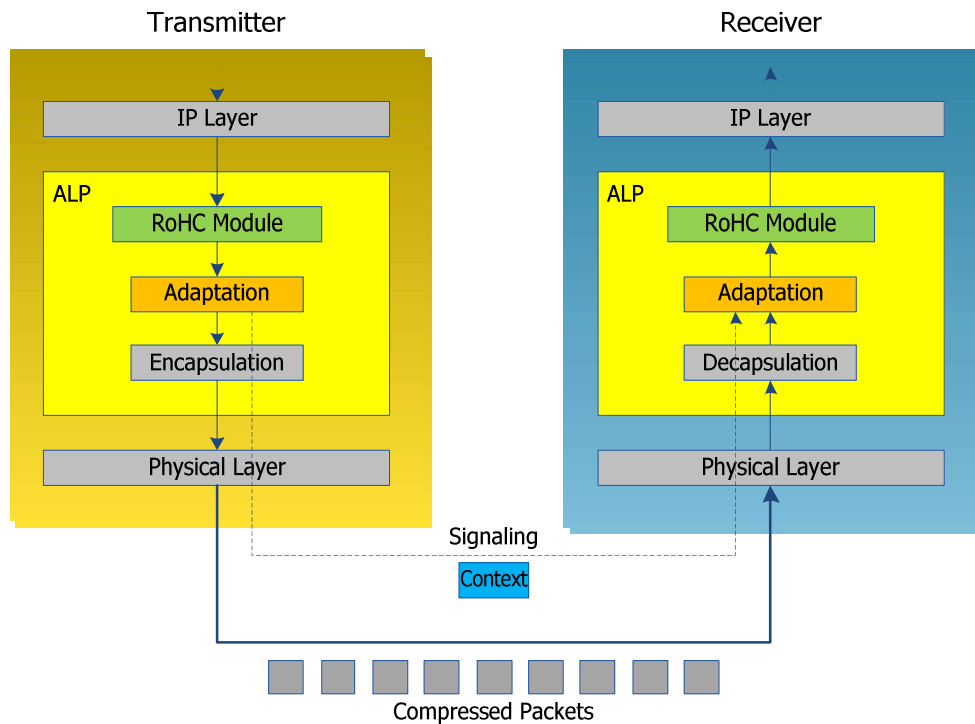 Transmitter
Receiver
IP Layer
IP Layer
ALP
ALP
RoHC Module
RoHC Module
Adaptation
Adaptation
Encapsulation
Decapsulation
Physical Layer
Physical Layer
Signaling
Context
Compressed Packets